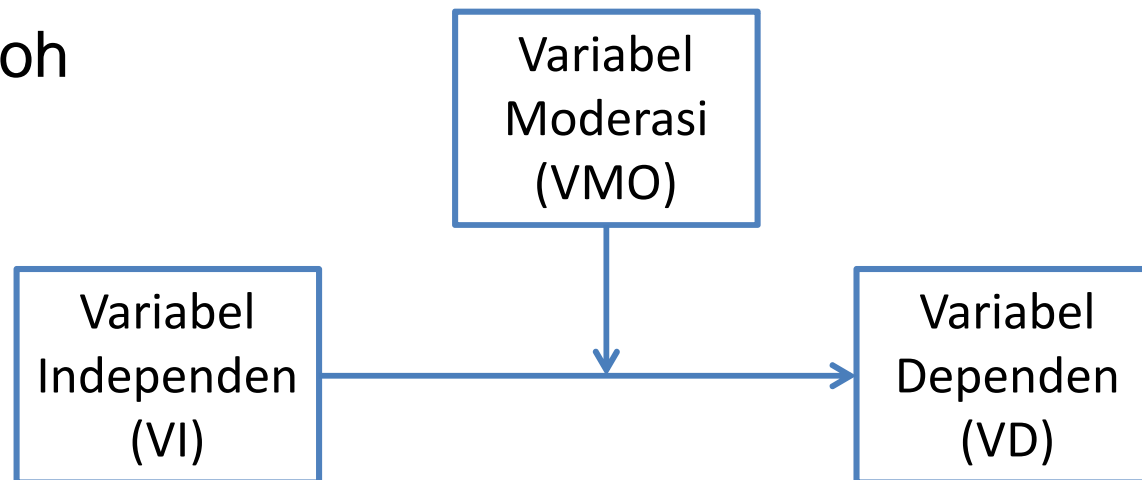 oh
Variabel
Moderasi
(VMO)
Variabel
Independen
(VI)
Variabel
Dependen
(VD)